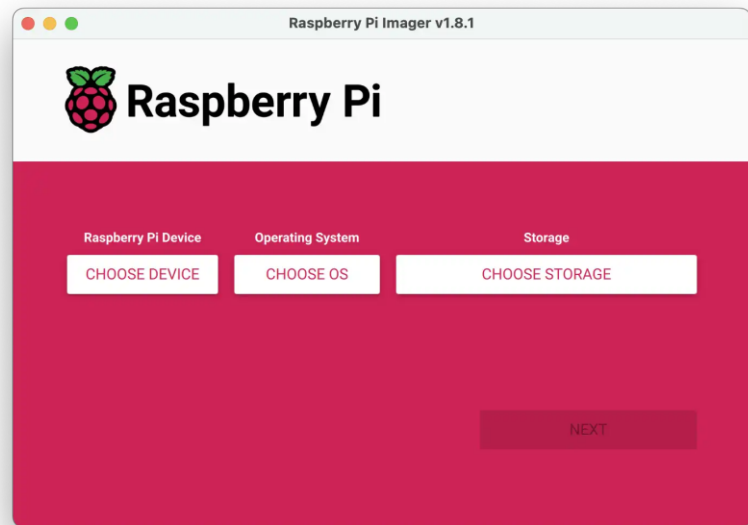 Raspberry Pi Imager v1.8.1
Raspberry Pi
Raspberry Pi Device
Operating System
Storage
CHOOSE DEVICE
CHOOSE OS
CHOOSE STORAGE
NEXT